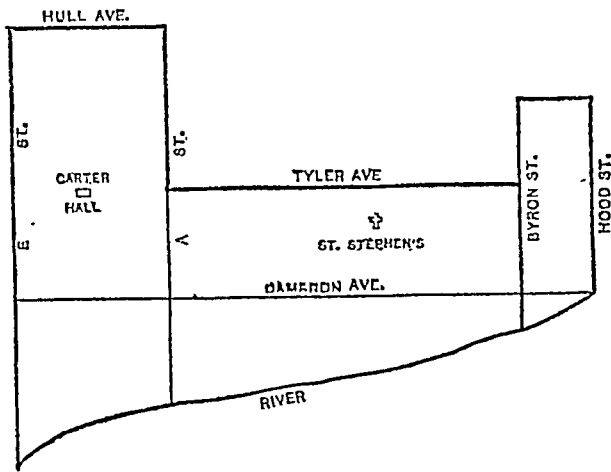 HULL AVE.
ST.
ST.
CARTER
HALL
TYLER AVE
BYRON ST.
HOOD ST.
E
A
ST. STEPHEN'S
CAMERON AVE.
RIVER